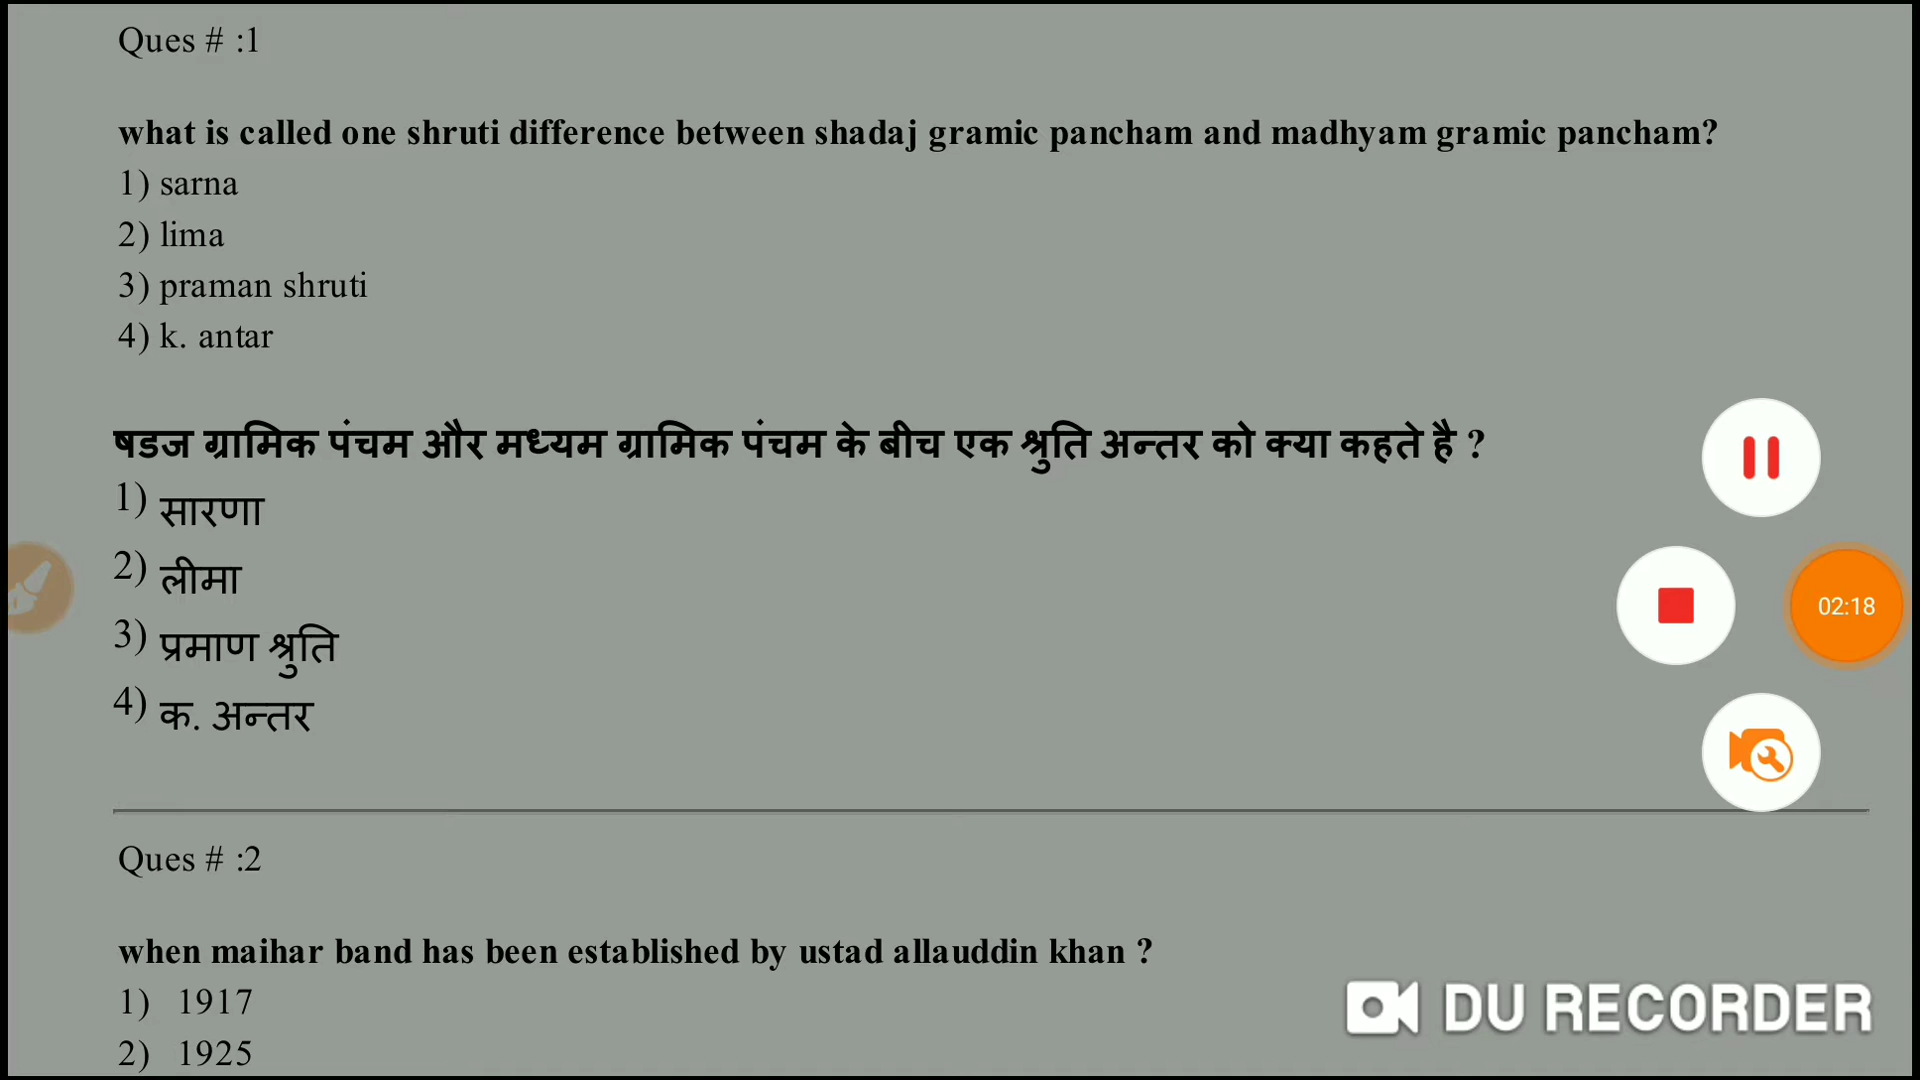 Ques # :1
what is called one shruti difference between shadaj gramic pancham and madhyam gramic pancham?
1) sarna
2) lima
3) praman shruti
4) k. antar
षडज ग्रामिक पंचम और मध्यम ग्रामिक पंचम के बीच एक श्रुति अन्तर को क्या कहते है ?
1) सारणा
2) लीमा
3) प्रमाण श्रुति
4) क. अन्तर
02:18
Ques # :2
when maihar band has been established by ustad allauddin khan ?
1) 1917
2) 1925
DU RECORDER